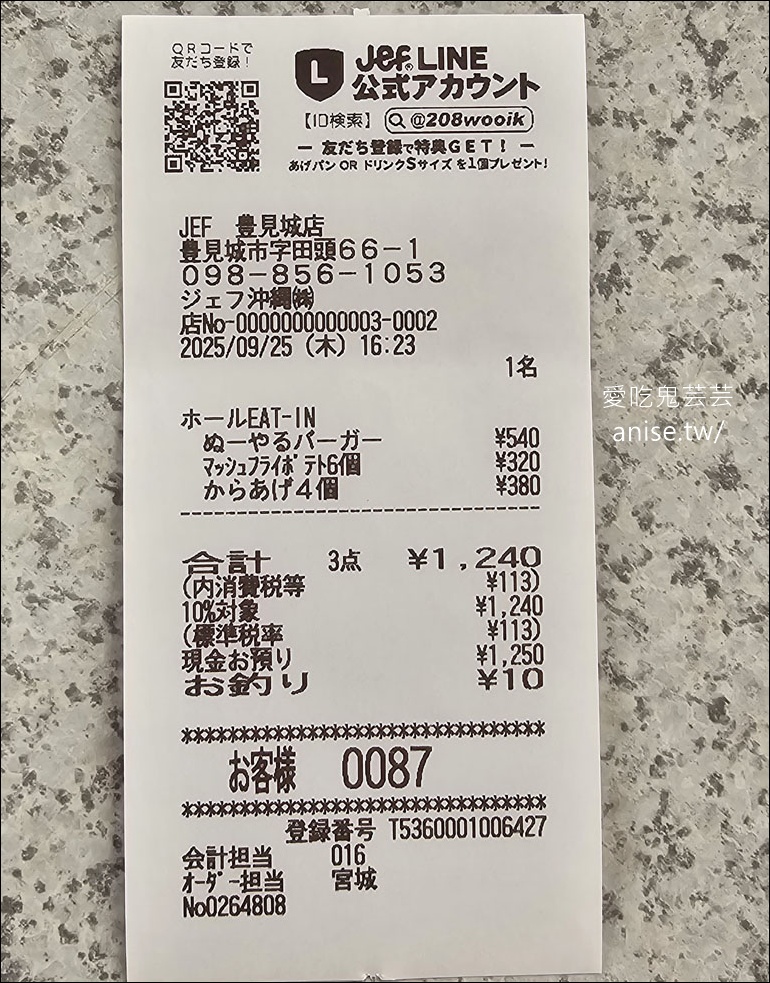 QRコードで
友だち登録!
L Jef® LINE
公式アカウント
【ID検索】 @208wooik
ー 友だち登録で特典GET! ー
あげパン OR ドリンクSサイズ を1個プレゼント!
JEF 豊見城店
豊見城市字田頭66-1
098-856-1053
ジェフ沖縄㈱
店No-0000000000003-0002
2025/09/25 (木) 16:23
1名
ホールEAT-IN
ぬーやるバーガー ¥540
マッシュフライポテト6個 ¥320
からあげ4個 ¥380
--------------------------------
合計 3点 ¥1,240
(内消費税等 ¥113)
10%対象 ¥1,240
(標準税率 ¥113)
現金お預り ¥1,250
お釣り ¥10
********************************
お客様 0087
********************************
登録番号 T5360001006427
会計担当 016
オーダー担当 宮城
No0264808
愛吃鬼芸芸
anise.tw/